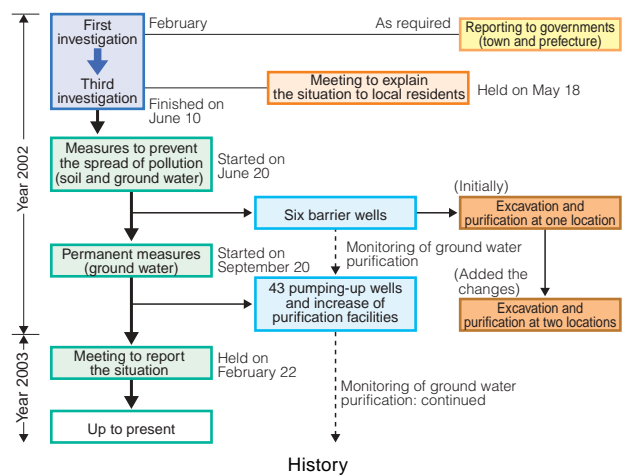 First
investigation
February
As required
Reporting to governments
(town and prefecture)
Third
investigation
Meeting to explain
the situation to local residents
Held on May 18
Finished on
June 10
Year 2002
Measures to prevent
the spread of pollution
(soil and ground water)
Started on
June 20
(Initially)
Six barrier wells
Excavation and
purification at one location
Permanent measures
(ground water)
Started on
September 20
Monitoring of ground water
purification
(Added the
changes)
43 pumping-up wells
and increase of
purification facilities
Excavation and
purification at two locations
Year 2003
Meeting to report
the situation
Held on
February 22
Monitoring of ground water
purification: continued
Up to present
History